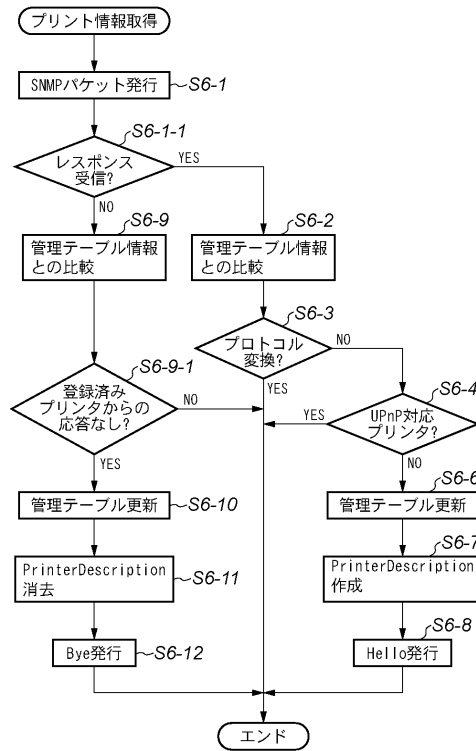 プリント情報取得
SNMPパケット発行
S6-1
S6-1-1
レスポンス
受信?
YES
NO
S6-9
管理テーブル情報
との比較
S6-2
管理テーブル情報
との比較
S6-3
プロトコル
変換?
NO
YES
S6-9-1
登録済み
プリンタからの
応答なし?
NO
YES
S6-4
UPnP対応
プリンタ?
YES
NO
管理テーブル更新
S6-10
S6-6
管理テーブル更新
PrinterDescription
消去
S6-11
S6-7
PrinterDescription
作成
Bye発行
S6-12
S6-8
Hello発行
エンド